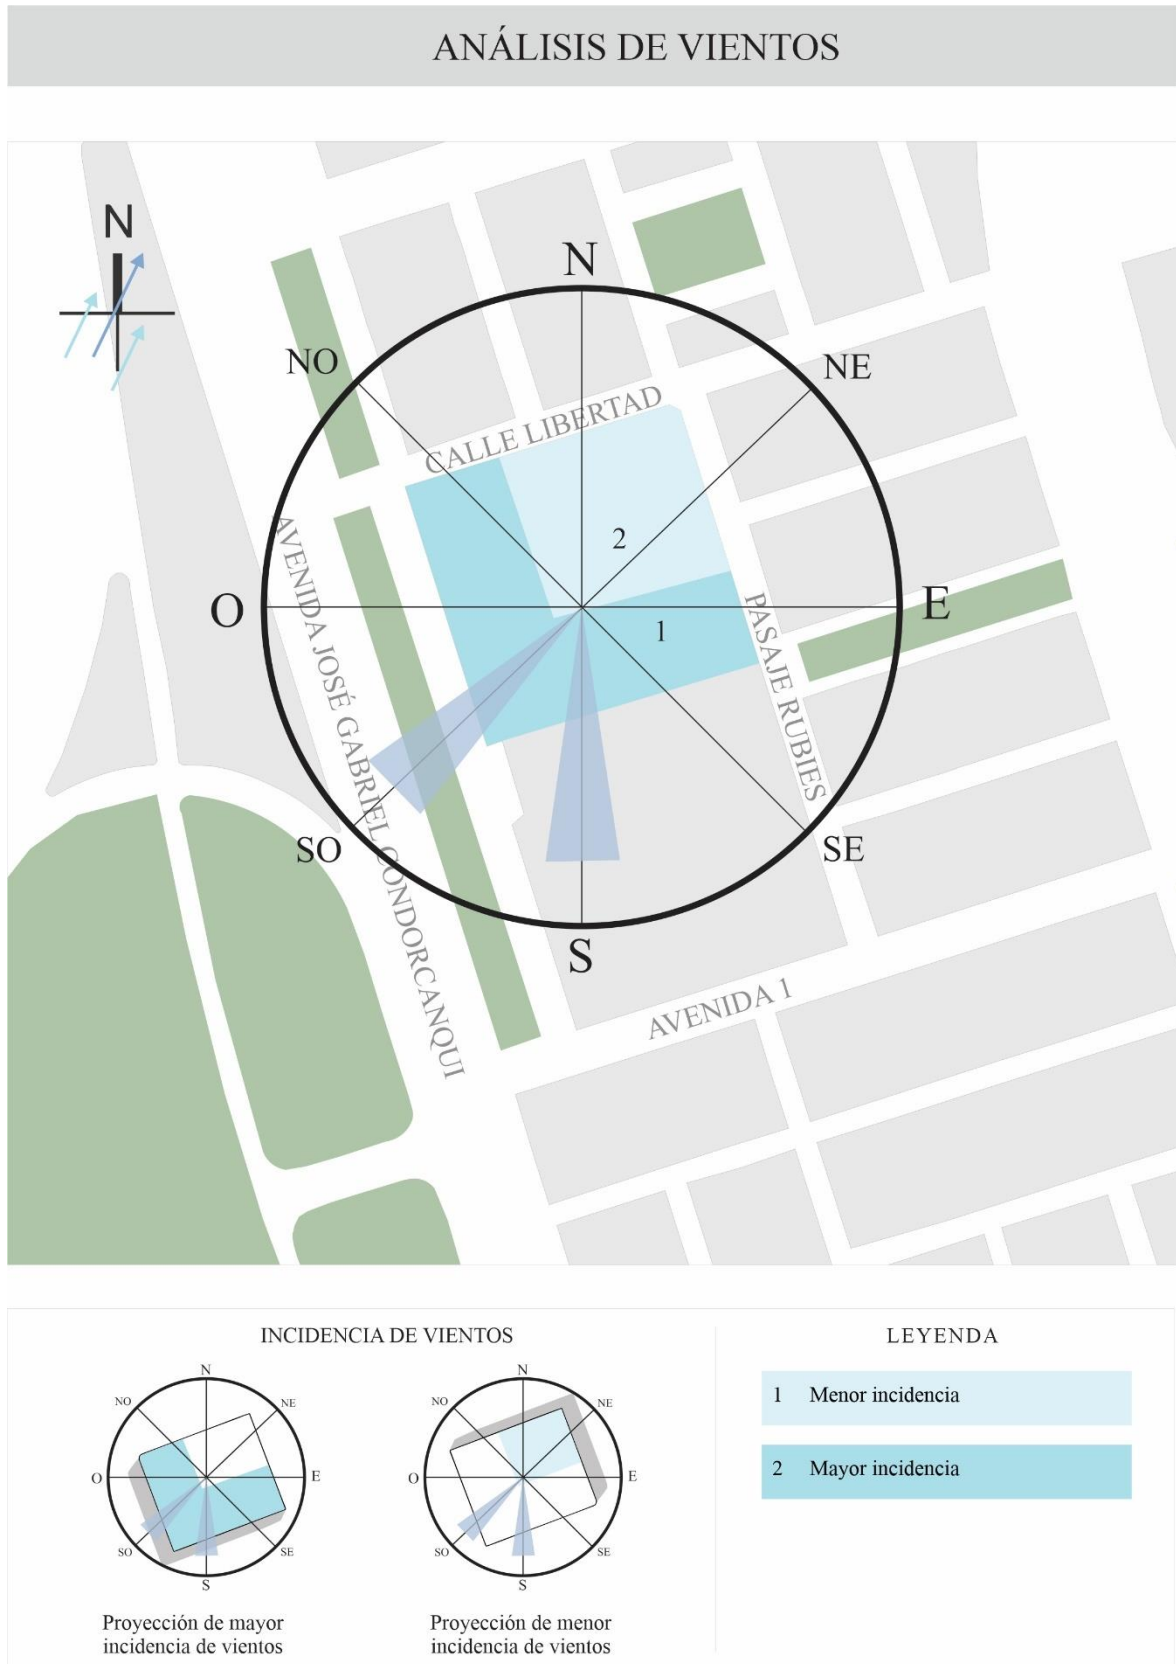 ANÁLISIS DE VIENTOS
N
N
NO
NE
CALLE LIBERTAD
2
O
E
1
AVENIDA JOSÉ GABRIEL CONDORCANQUI
PASAJE RUBIES
SO
SE
S
AVENIDA 1
INCIDENCIA DE VIENTOS
N
NO
NE
O
E
SO
SE
S
Proyección de mayor
incidencia de vientos
N
NO
NE
O
E
SO
SE
S
Proyección de menor
incidencia de vientos
LEYENDA
1 Menor incidencia
2 Mayor incidencia